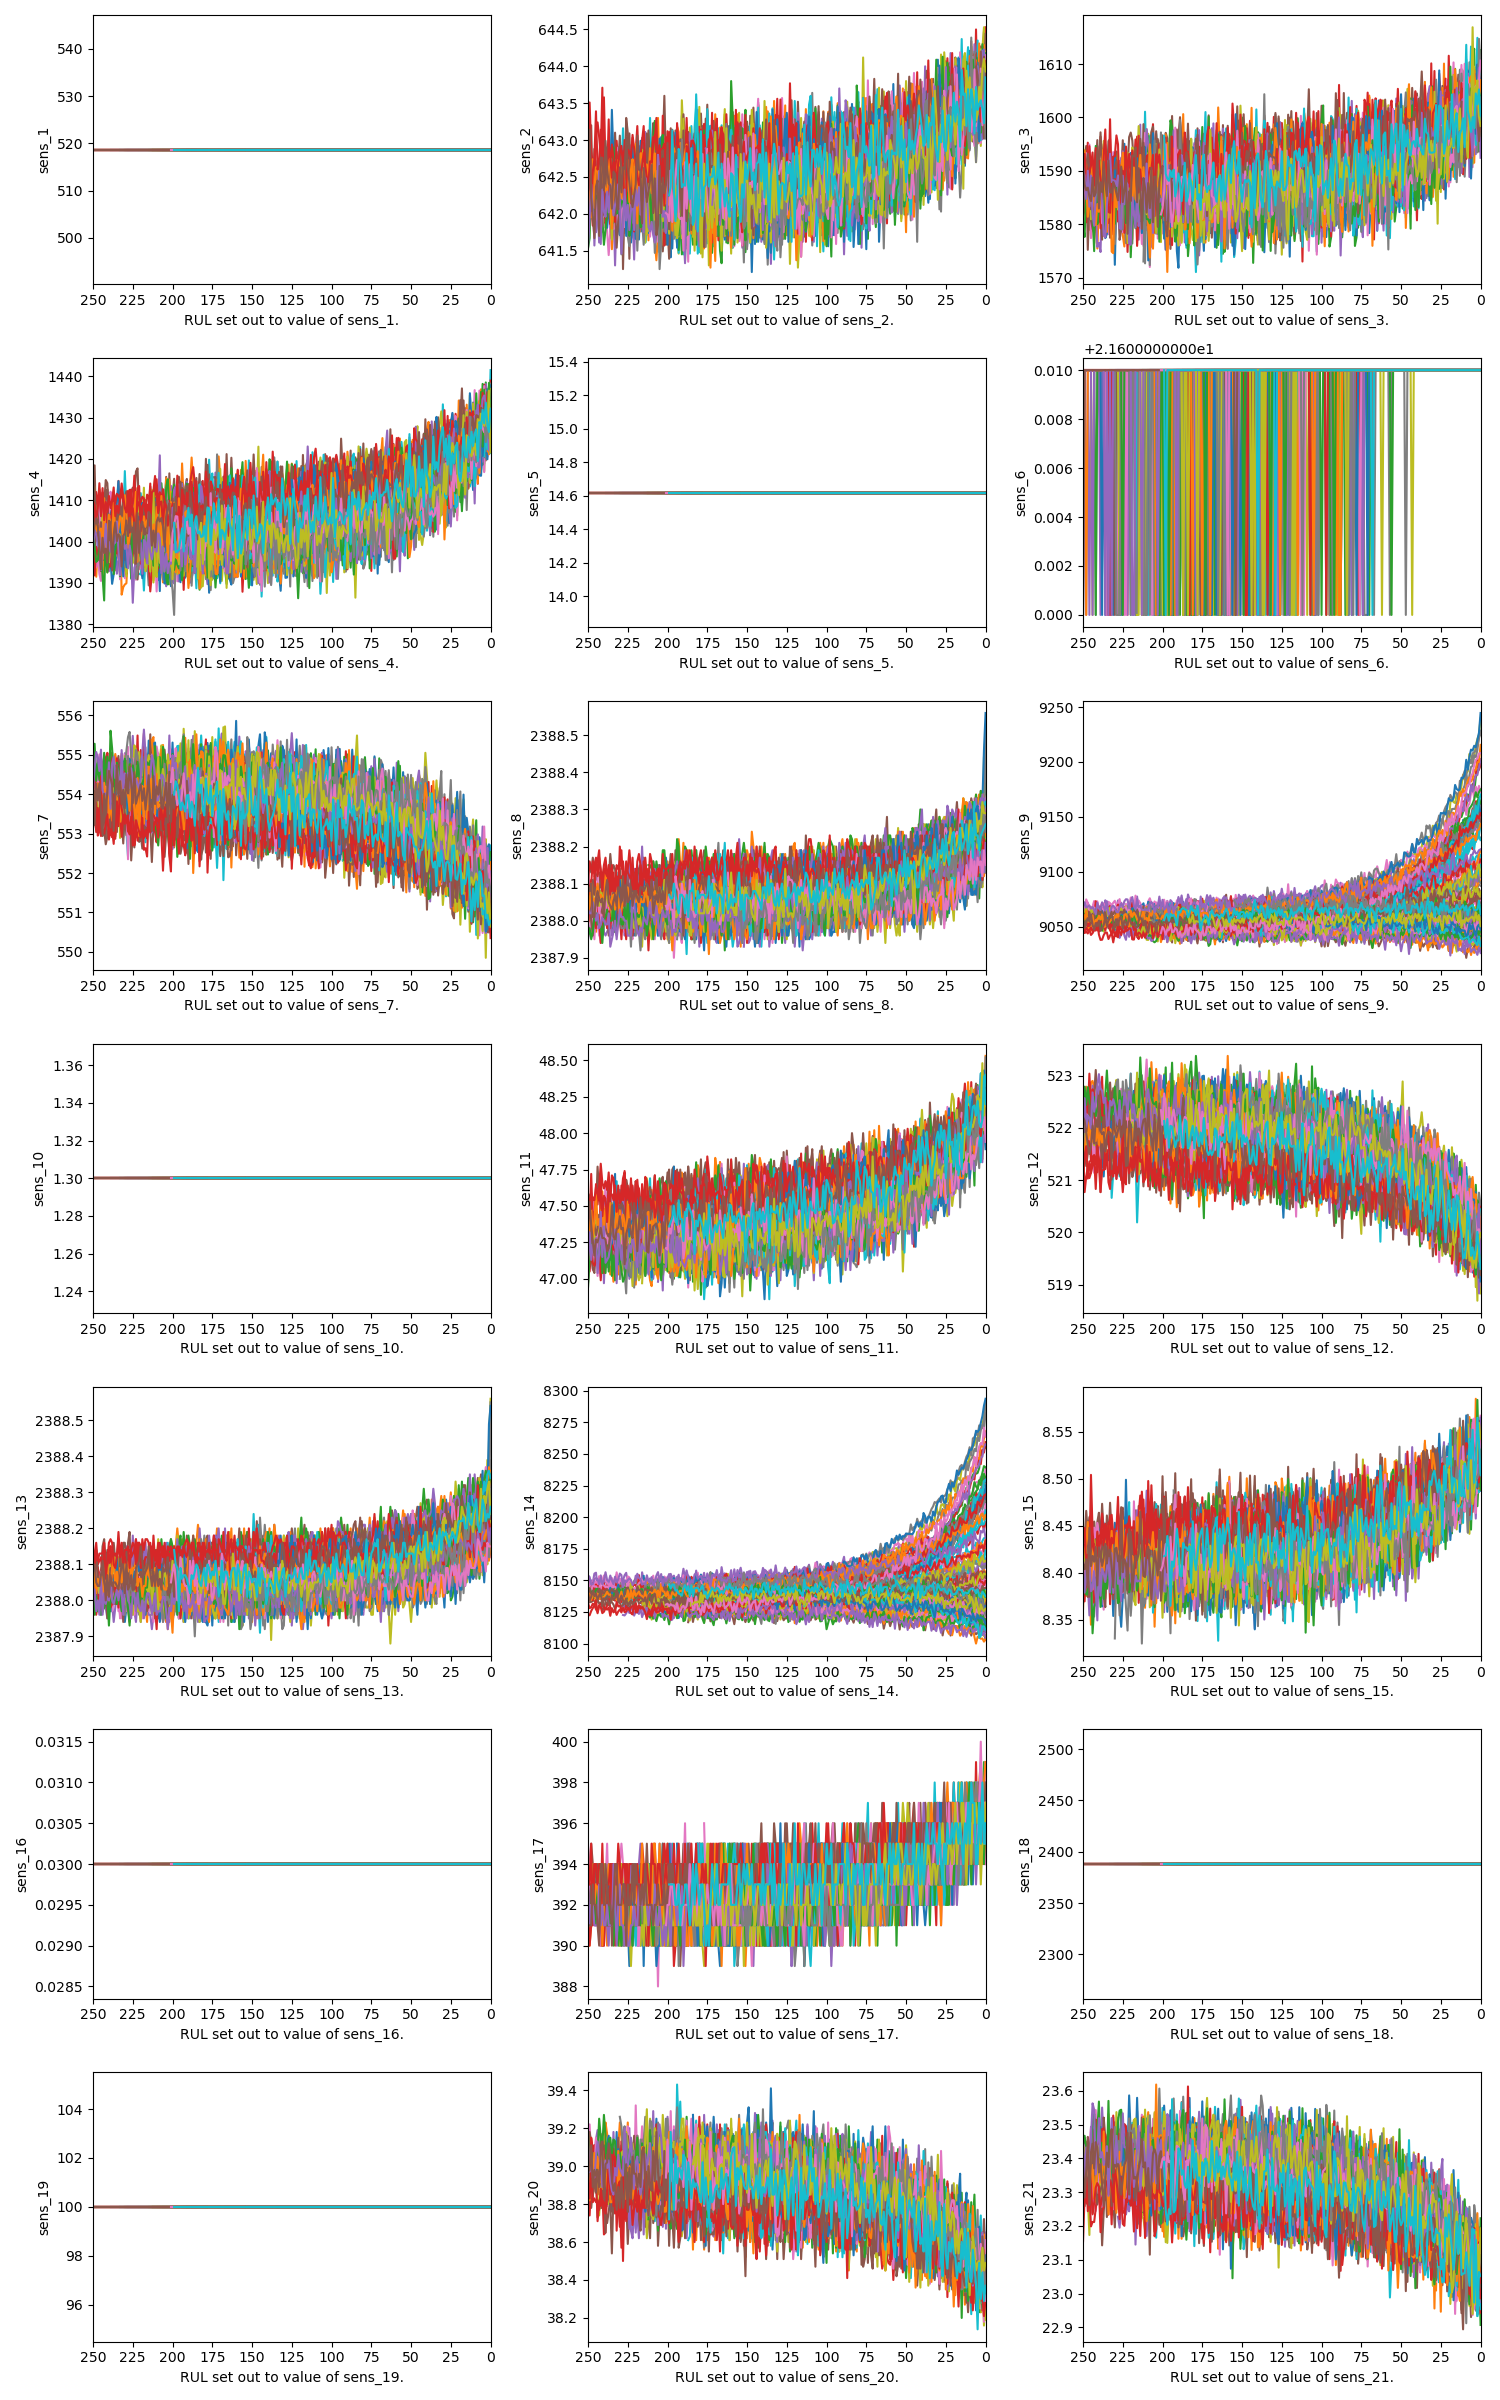 540
530
520
510
500
sens_1
250 225 200 175 150 125 100 75 50 25 0
RUL set out to value of sens_1.
644.5
644.0
643.5
643.0
642.5
642.0
641.5
sens_2
250 225 200 175 150 125 100 75 50 25 0
RUL set out to value of sens_2.
1610
1600
1590
1580
1570
sens_3
250 225 200 175 150 125 100 75 50 25 0
RUL set out to value of sens_3.
1440
1430
1420
1410
1400
1390
1380
sens_4
250 225 200 175 150 125 100 75 50 25 0
RUL set out to value of sens_4.
15.4
15.2
15.0
14.8
14.6
14.4
14.2
14.0
sens_5
250 225 200 175 150 125 100 75 50 25 0
RUL set out to value of sens_5.
+2.1600000000e1
0.010
0.008
0.006
0.004
0.002
0.000
sens_6
250 225 200 175 150 125 100 75 50 25 0
RUL set out to value of sens_6.
556
555
554
553
552
551
550
sens_7
250 225 200 175 150 125 100 75 50 25 0
RUL set out to value of sens_7.
2388.5
2388.4
2388.3
2388.2
2388.1
2388.0
2387.9
sens_8
250 225 200 175 150 125 100 75 50 25 0
RUL set out to value of sens_8.
9250
9200
9150
9100
9050
sens_9
250 225 200 175 150 125 100 75 50 25 0
RUL set out to value of sens_9.
1.36
1.34
1.32
1.30
1.28
1.26
1.24
sens_10
250 225 200 175 150 125 100 75 50 25 0
RUL set out to value of sens_10.
48.50
48.25
48.00
47.75
47.50
47.25
47.00
sens_11
250 225 200 175 150 125 100 75 50 25 0
RUL set out to value of sens_11.
523
522
521
520
519
sens_12
250 225 200 175 150 125 100 75 50 25 0
RUL set out to value of sens_12.
2388.5
2388.4
2388.3
2388.2
2388.1
2388.0
2387.9
sens_13
250 225 200 175 150 125 100 75 50 25 0
RUL set out to value of sens_13.
8300
8275
8250
8225
8200
8175
8150
8125
8100
sens_14
250 225 200 175 150 125 100 75 50 25 0
RUL set out to value of sens_14.
8.55
8.50
8.45
8.40
8.35
sens_15
250 225 200 175 150 125 100 75 50 25 0
RUL set out to value of sens_15.
0.0315
0.0310
0.0305
0.0300
0.0295
0.0290
0.0285
sens_16
250 225 200 175 150 125 100 75 50 25 0
RUL set out to value of sens_16.
400
398
396
394
392
390
388
sens_17
250 225 200 175 150 125 100 75 50 25 0
RUL set out to value of sens_17.
2500
2450
2400
2350
2300
sens_18
250 225 200 175 150 125 100 75 50 25 0
RUL set out to value of sens_18.
104
102
100
98
96
sens_19
250 225 200 175 150 125 100 75 50 25 0
RUL set out to value of sens_19.
39.4
39.2
39.0
38.8
38.6
38.4
38.2
sens_20
250 225 200 175 150 125 100 75 50 25 0
RUL set out to value of sens_20.
23.6
23.5
23.4
23.3
23.2
23.1
23.0
22.9
sens_21
250 225 200 175 150 125 100 75 50 25 0
RUL set out to value of sens_21.